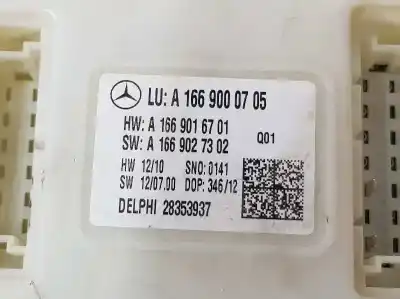 LU: A 166 900 07 05
HW: A 166 901 67 01
SW: A 166 902 73 02 Q01
HW 12/10 SNO: 0141
SW 12/07.00 DOP: 346/12
DELPHI 28353937